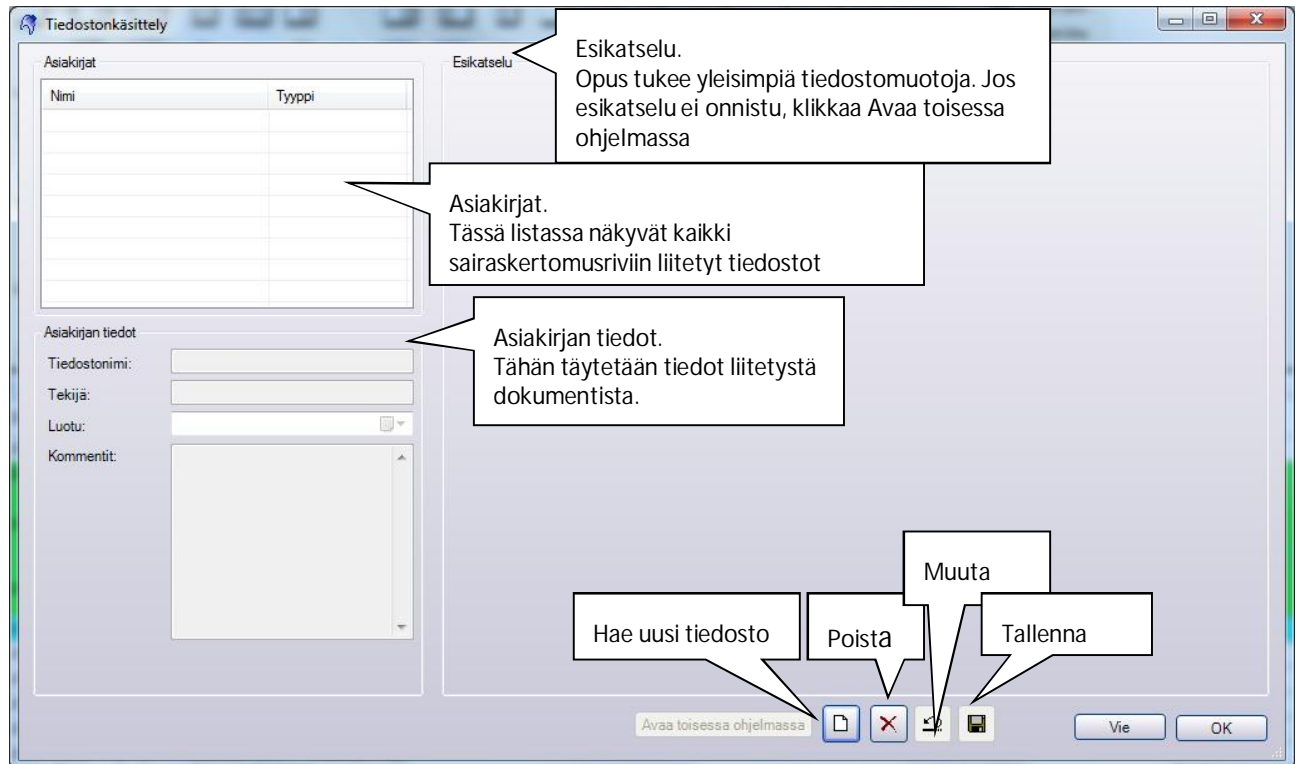 Tiedostonkäsittely
Asiakirjat
Nimi Tyyppi
Esikatselu
Esikatselu.
Opus tukee yleisimpiä tiedostomuotoja. Jos
esikatselu ei onnistu, klikkaa Avaa toisessa
ohjelmassa
Asiakirjat.
Tässä listassa näkyvät kaikki
sairaskertomusriviin liitetyt tiedostot
Asiakirjan tiedot
Tiedostonimi:
Tekijä:
Luotu:
Kommentit:
Asiakirjan tiedot.
Tähän täytetään tiedot liitetystä
dokumentista.
Muuta
Hae uusi tiedosto
Poista
Tallenna
Avaa toisessa ohjelmassa
Vie
OK